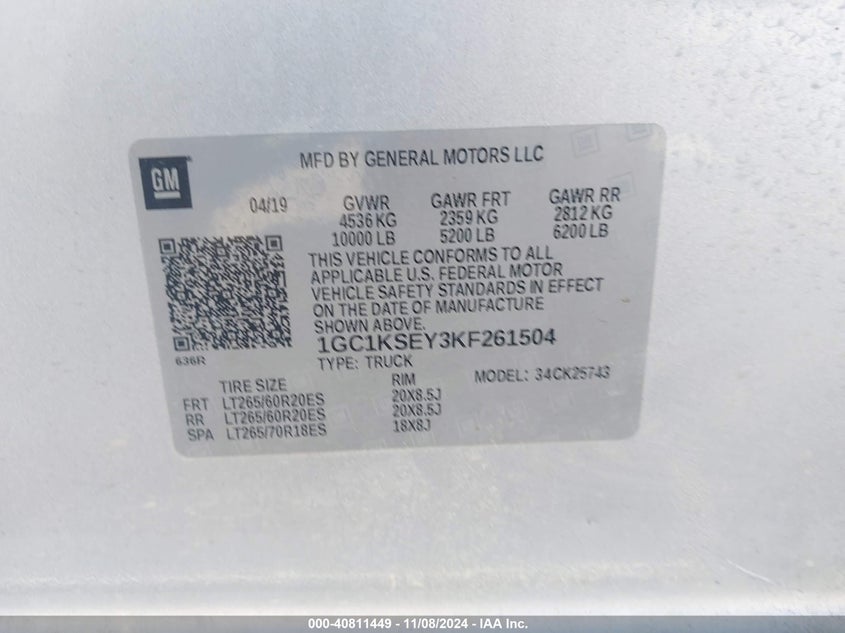 MFD BY GENERAL MOTORS LLC
GM
04/19 GVWR GAWR FRT GAWR RR
4536 KG 2359 KG 2812 KG
10000 LB 5200 LB 6200 LB
THIS VEHICLE CONFORMS TO ALL
APPLICABLE U.S. FEDERAL MOTOR
VEHICLE SAFETY STANDARDS IN EFFECT
ON THE DATE OF MANUFACTURE
SHOWN ABOVE.
1GC1KSEY3KF261504
636R
TYPE: TRUCK
MODEL: 34CK25743
TIRE SIZE RIM
FRT LT265/60R20ES 20X8.5J
RR LT265/60R20ES 20X8.5J
SPA LT265/70R18ES 18X8J
000-40811449 - 11/08/2024 - IAA Inc.